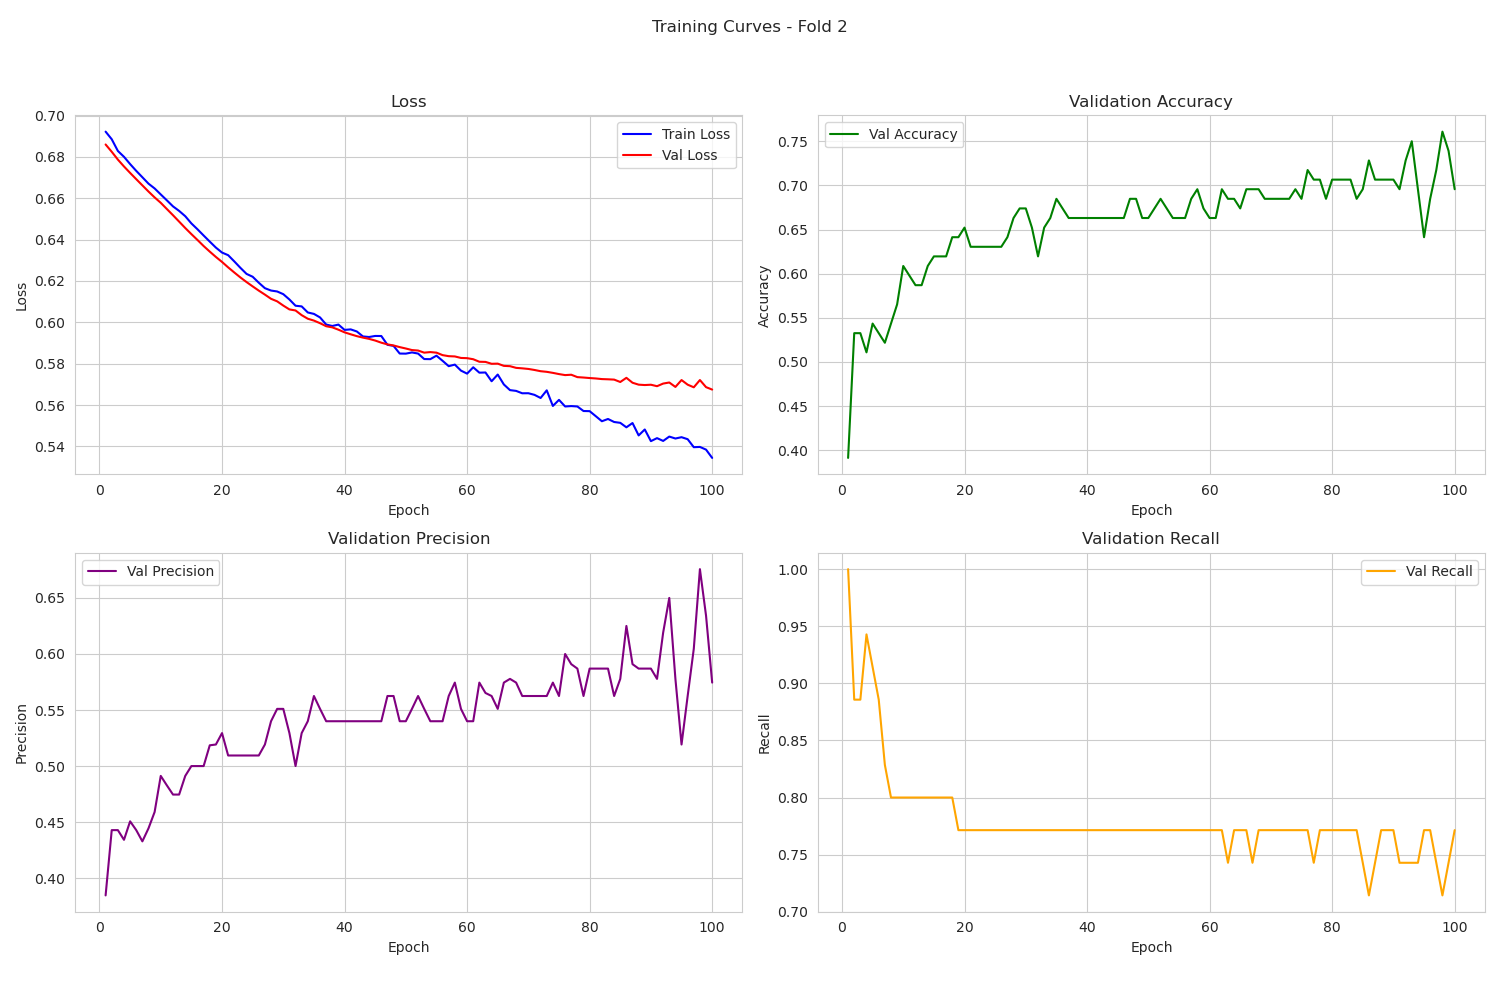 Training Curves - Fold 2
Loss
0.70
0.68
0.66
0.64
0.62
0.60
0.58
0.56
0.54
Loss
Train Loss
Val Loss
0 20 40 60 80 100
Epoch
Validation Accuracy
0.75
0.70
0.65
0.60
0.55
0.50
0.45
0.40
Accuracy
Val Accuracy
0 20 40 60 80 100
Epoch
Validation Precision
0.65
0.60
0.55
0.50
0.45
0.40
Precision
Val Precision
0 20 40 60 80 100
Epoch
Validation Recall
1.00
0.95
0.90
0.85
0.80
0.75
0.70
Recall
Val Recall
0 20 40 60 80 100
Epoch